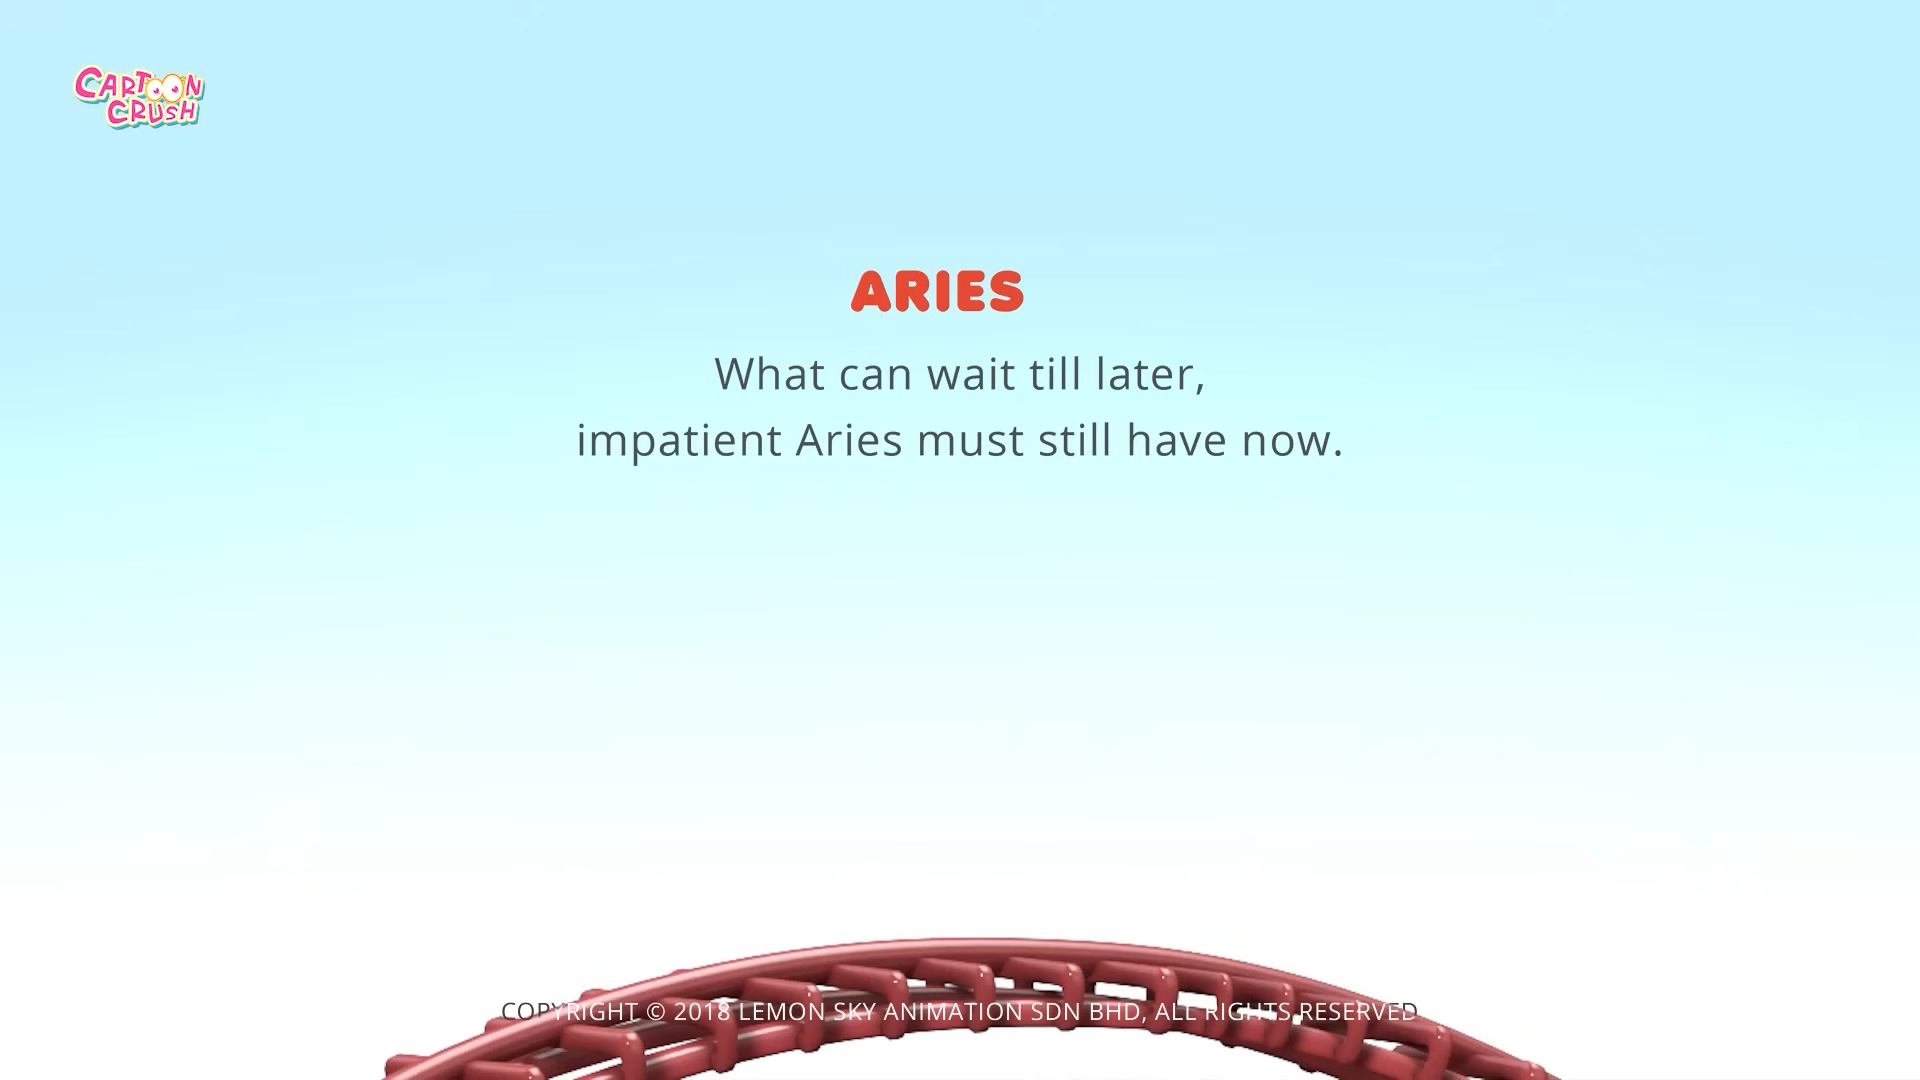 CARTOON
CRUSH
ARIES
What can wait till later,
impatient Aries must still have now.
COPYRIGHT © 2018 LEMON SKY ANIMATION SDN BHD, ALL RIGHTS RESERVED